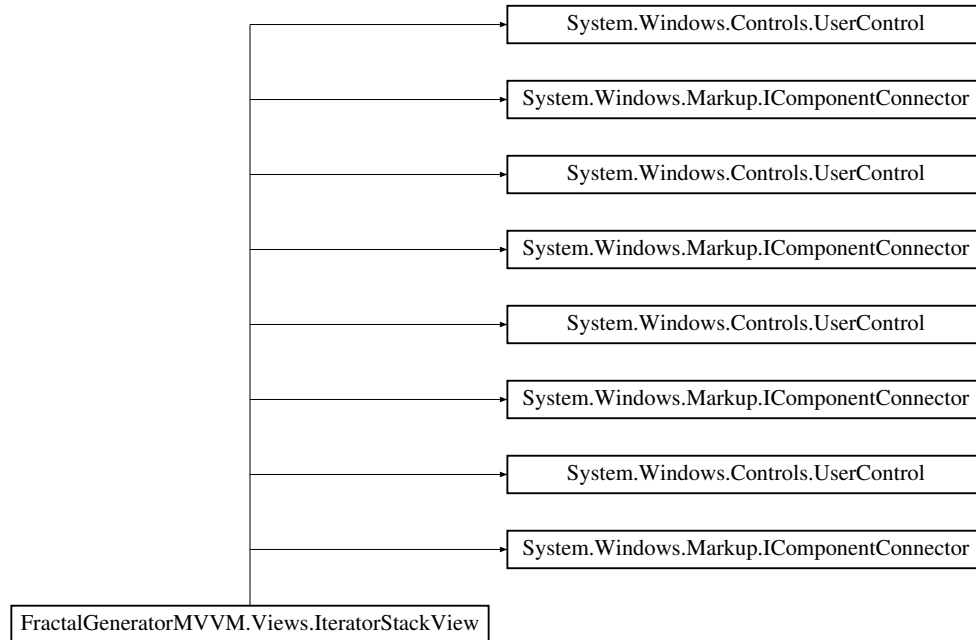 System.Windows.Controls.UserControl
System.Windows.Markup.IComponentConnector
System.Windows.Controls.UserControl
System.Windows.Markup.IComponentConnector
System.Windows.Controls.UserControl
System.Windows.Markup.IComponentConnector
System.Windows.Controls.UserControl
System.Windows.Markup.IComponentConnector
FractalGeneratorMVVM.Views.IteratorStackView